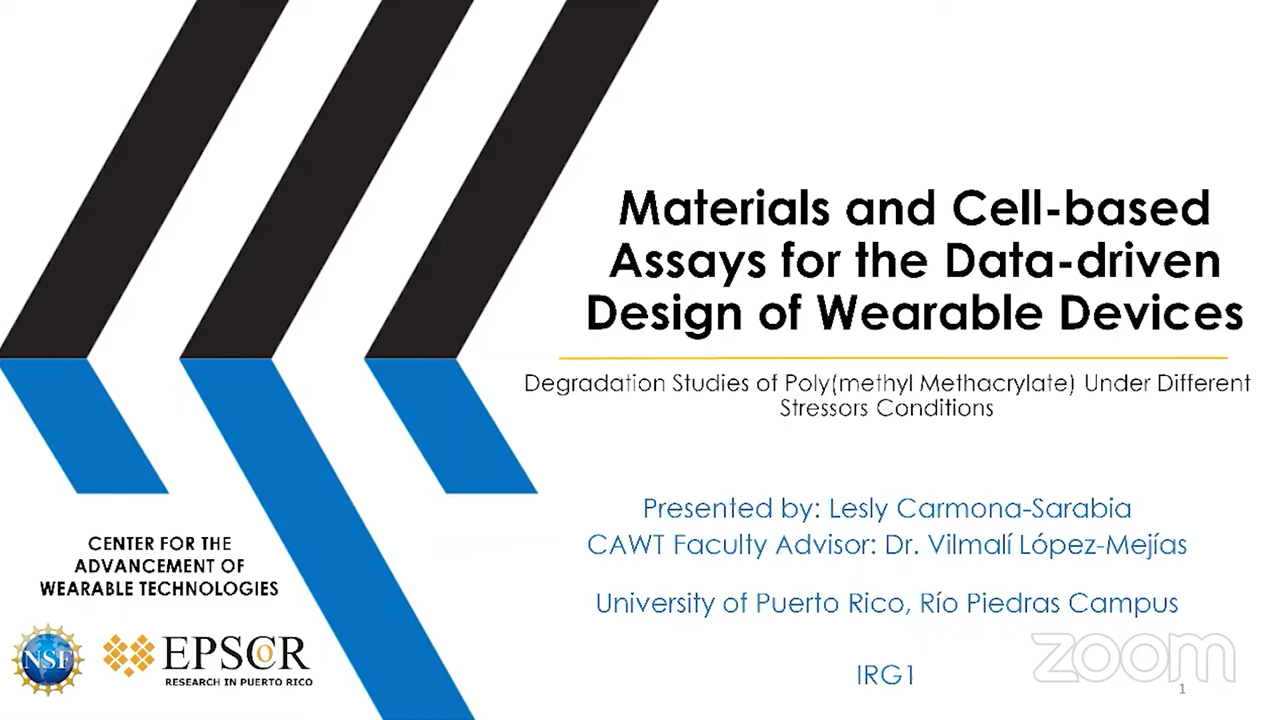 Materials and Cell-based
Assays for the Data-driven
Design of Wearable Devices
Degradation Studies of Poly(methyl Methacrylate) Under Different
Stressors Conditions
Presented by: Lesly Carmona-Sarabia
CAWT Faculty Advisor: Dr. Vilmalí López-Mejías
University of Puerto Rico, Río Piedras Campus
IRG1
CENTER FOR THE
ADVANCEMENT OF
WEARABLE TECHNOLOGIES
NSF
EPSCoR
RESEARCH IN PUERTO RICO
zoom
1